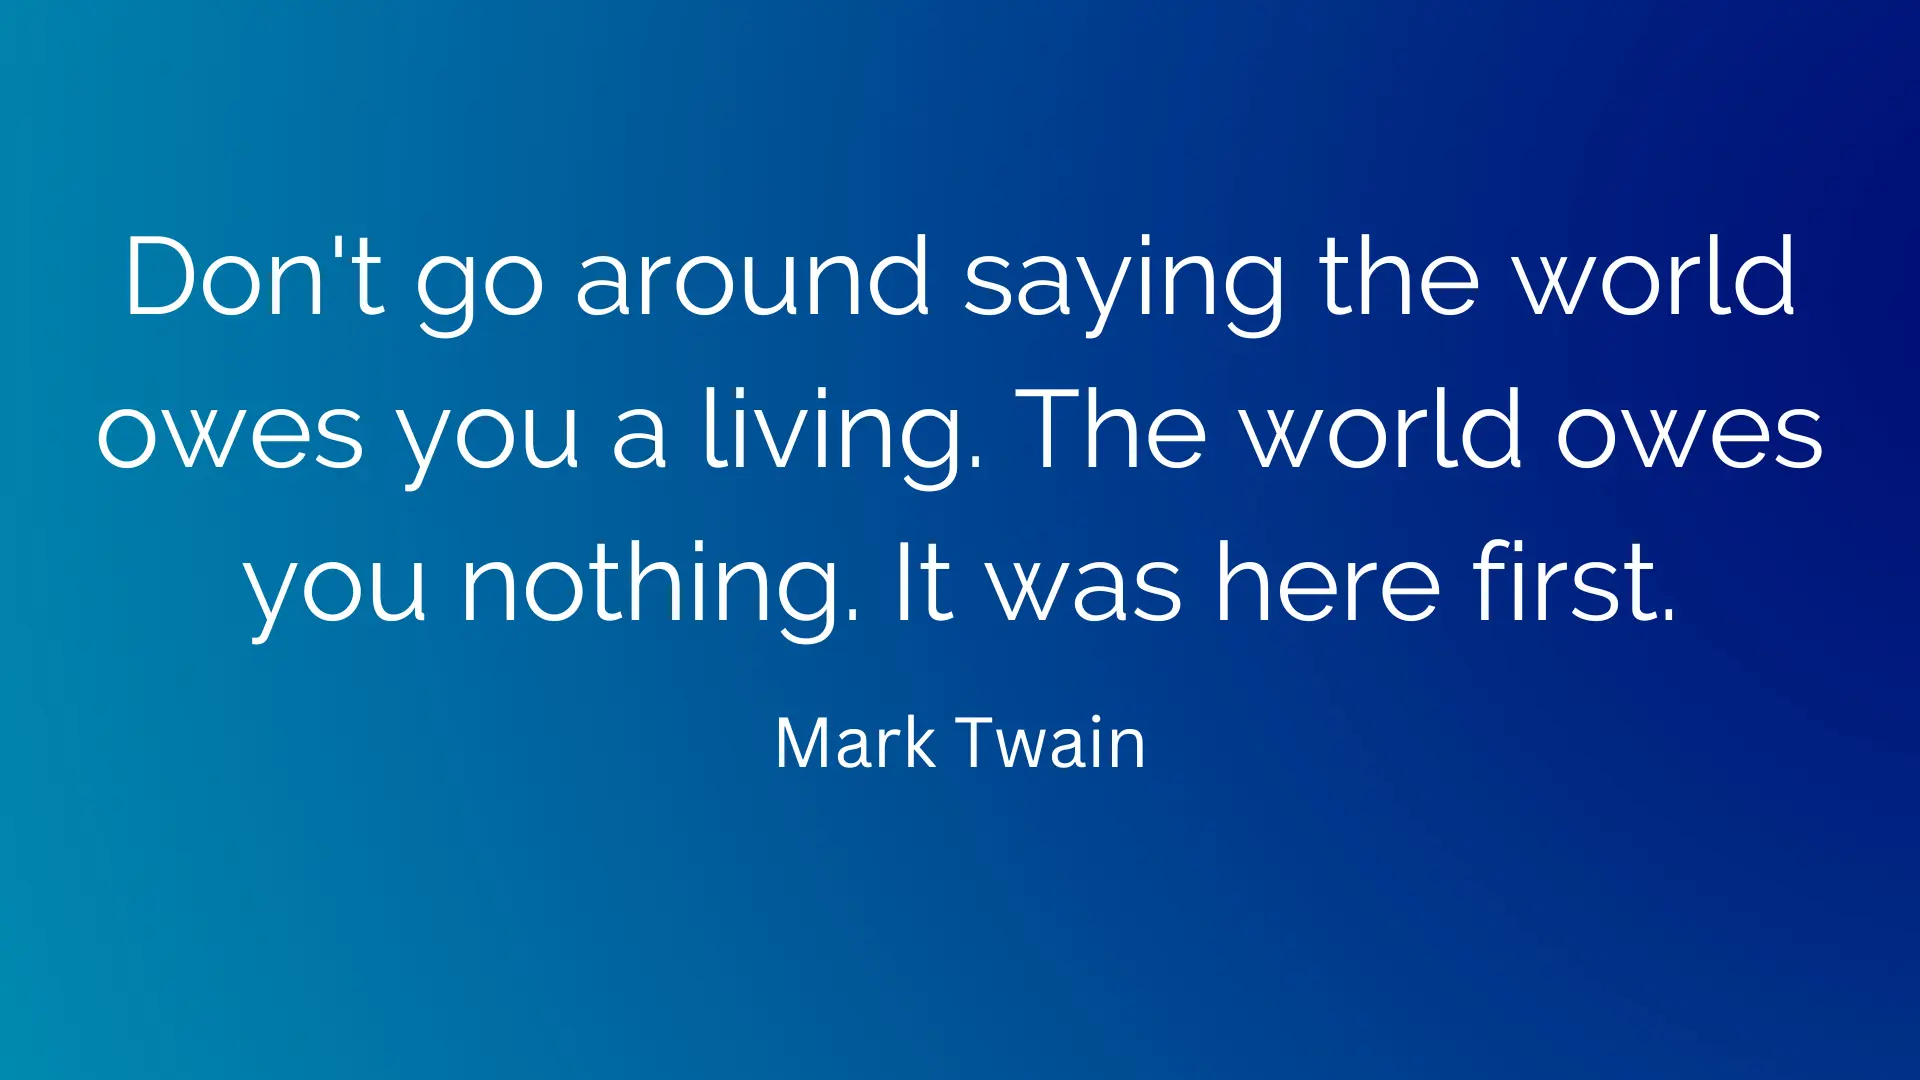 Don't go around saying the world
owes you a living. The world owes
you nothing. It was here first.
Mark Twain